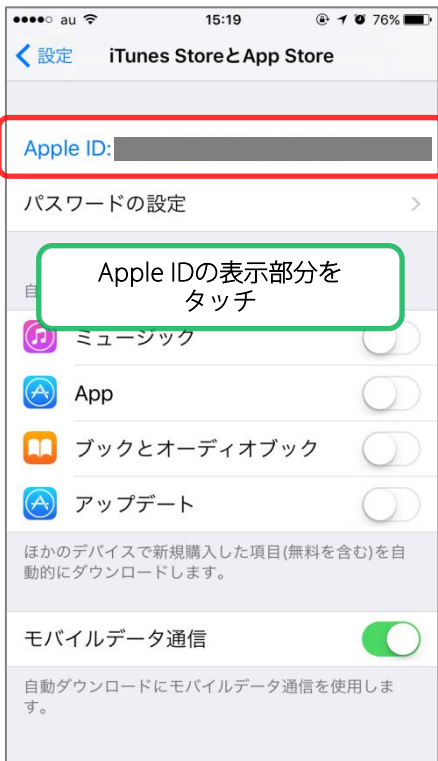 au 15:19 76%
設定 iTunes StoreとApp Store
Apple ID:
パスワードの設定
Apple IDの表示部分を
タッチ
自
ミュージック
App
ブックとオーディオブック
アップデート
ほかのデバイスで新規購入した項目(無料を含む)を自
動的にダウンロードします。
モバイルデータ通信
自動ダウンロードにモバイルデータ通信を使用しま
す。